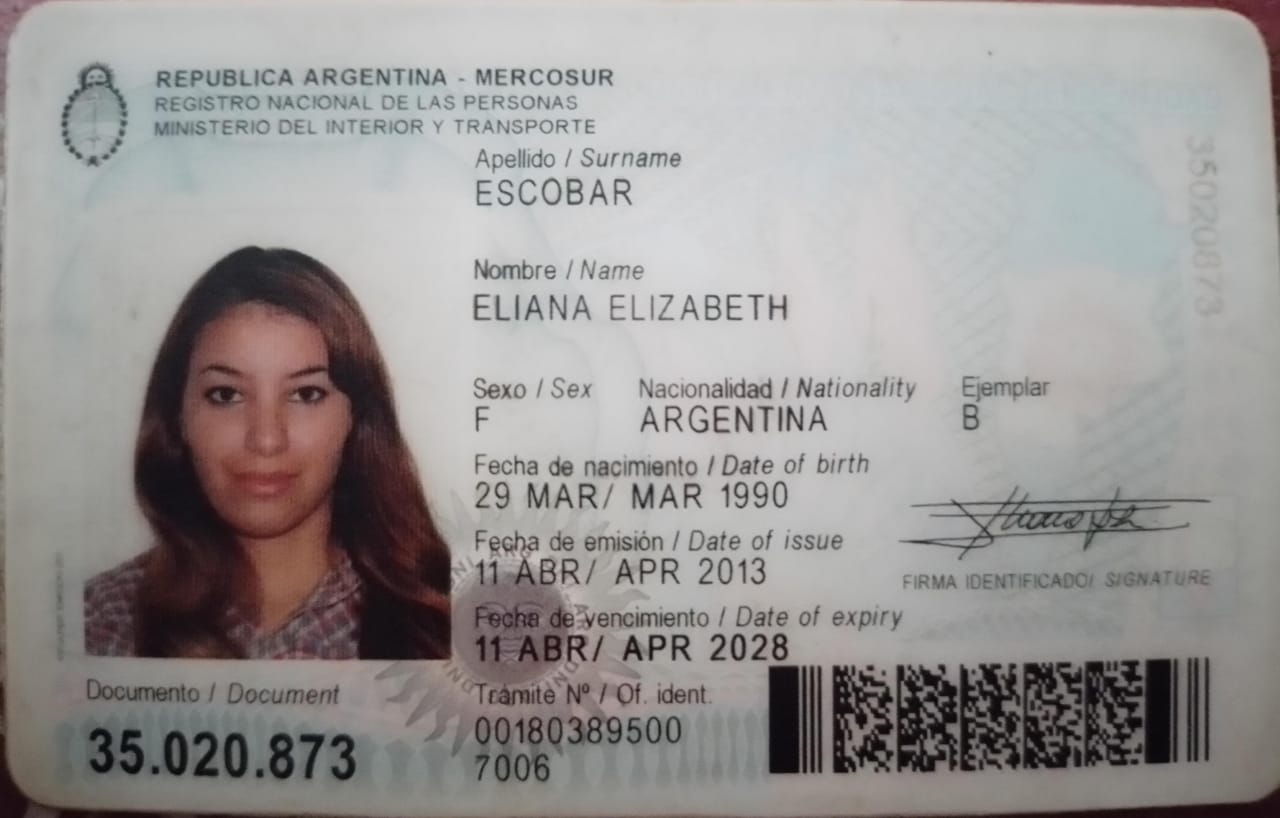 REPUBLICA ARGENTINA - MERCOSUR
REGISTRO NACIONAL DE LAS PERSONAS
MINISTERIO DEL INTERIOR Y TRANSPORTE
Apellido / Surname
ESCOBAR
Nombre / Name
ELIANA ELIZABETH
Sexo / Sex Nacionalidad / Nationality Ejemplar
F ARGENTINA B
Fecha de nacimiento / Date of birth
29 MAR/ MAR 1990
Fecha de emisión / Date of issue
11 ABR/ APR 2013
FIRMA IDENTIFICADO/ SIGNATURE
Fecha de vencimiento / Date of expiry
11 ABR/ APR 2028
Documento / Document
35.020.873
Trámite Nº / Of. ident.
00180389500
7006
35020873